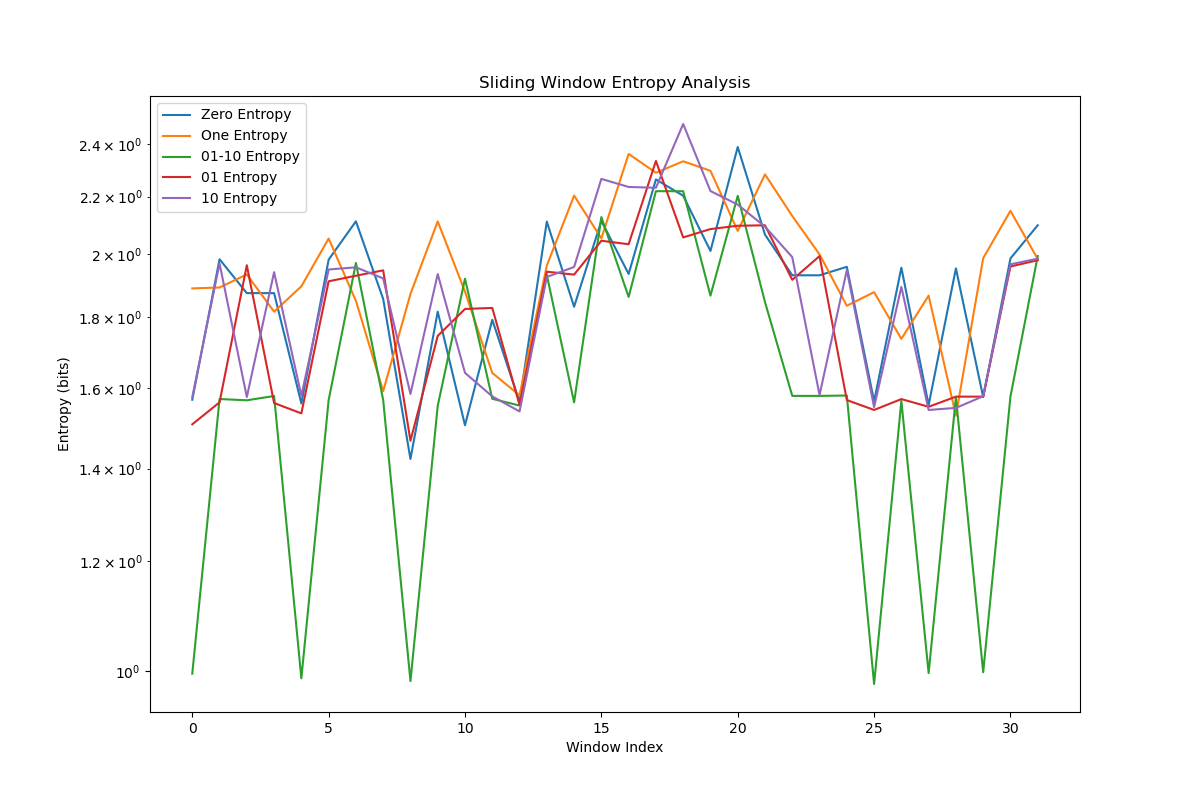 Sliding Window Entropy Analysis
Zero Entropy
One Entropy
01-10 Entropy
01 Entropy
10 Entropy
2.4 × 10⁰
2.2 × 10⁰
2 × 10⁰
1.8 × 10⁰
1.6 × 10⁰
1.4 × 10⁰
1.2 × 10⁰
10⁰
Entropy (bits)
0 5 10 15 20 25 30
Window Index